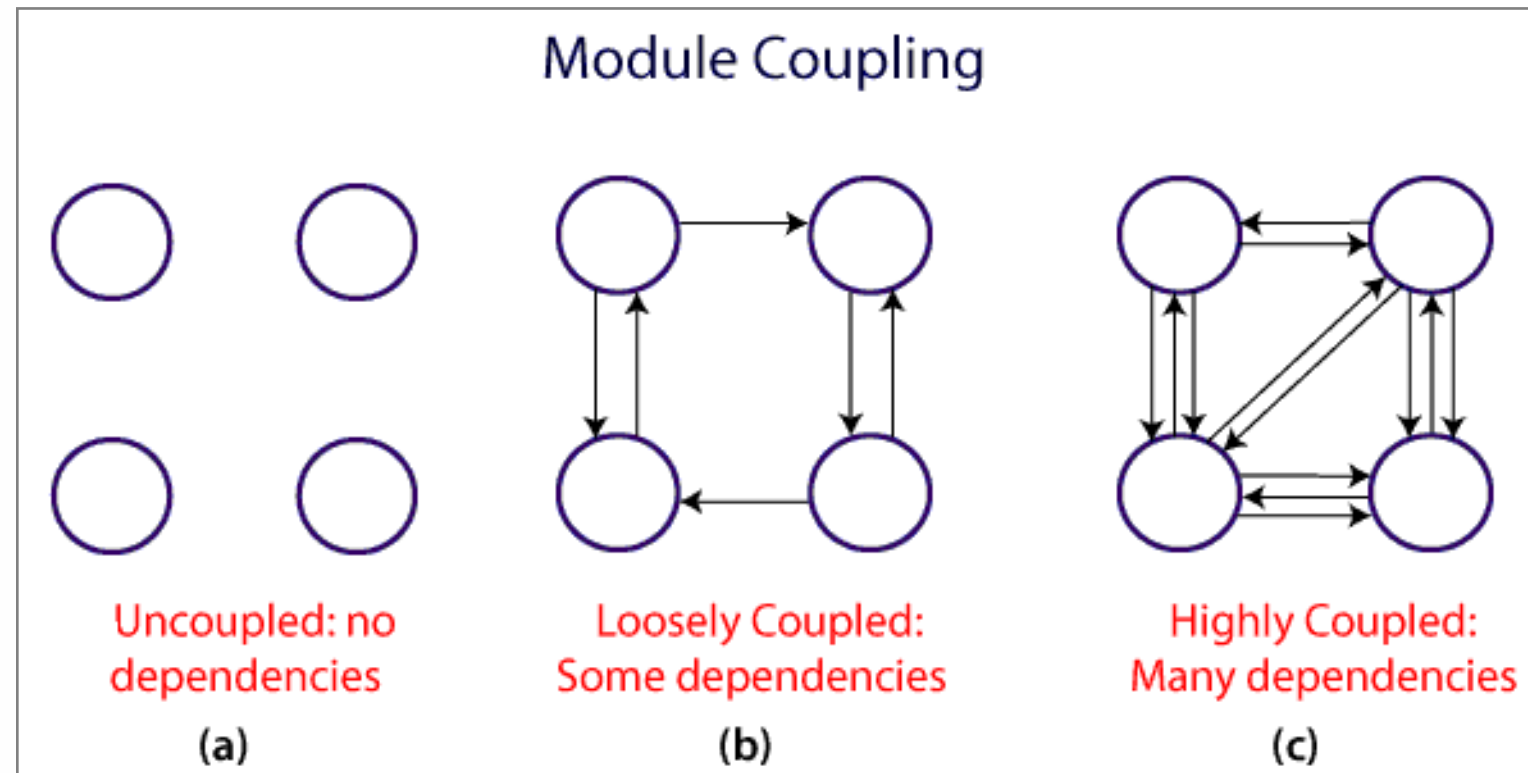 Module Coupling
Uncoupled: no
dependencies
(a)
Loosely Coupled:
Some dependencies
(b)
Highly Coupled:
Many dependencies
(c)